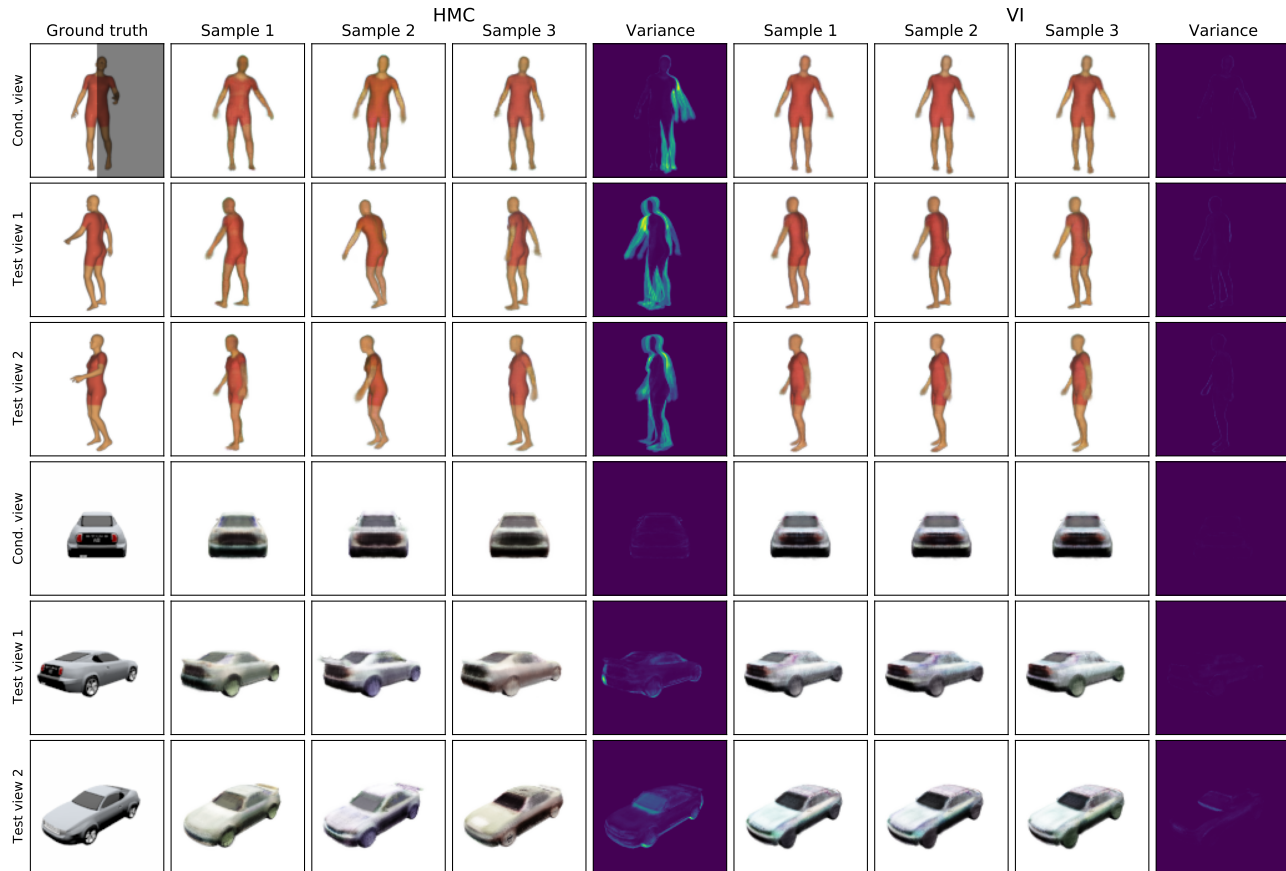 HMC VI
Ground truth Sample 1 Sample 2 Sample 3 Variance Sample 1 Sample 2 Sample 3 Variance
Cond. view
Test view 1
Test view 2
Cond. view
Test view 1
Test view 2